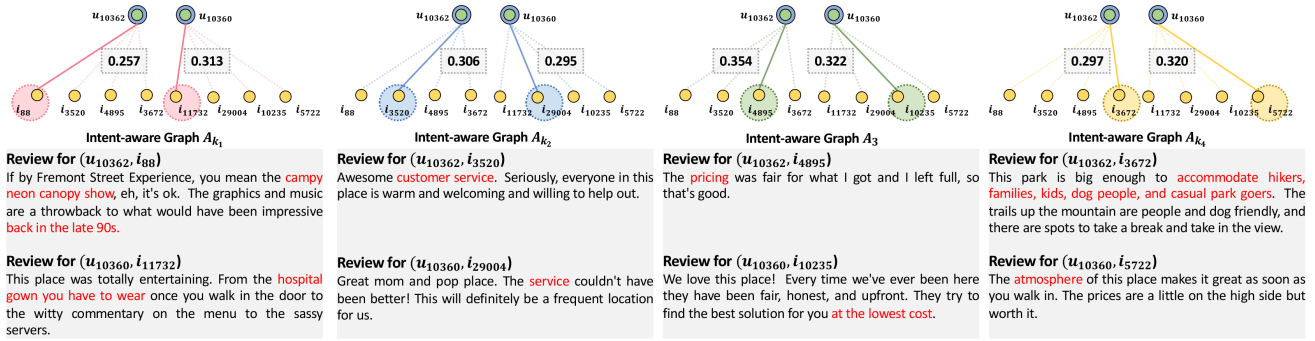 u10362 u10360
0.257 0.313
i88 i3520 i4895 i3672 i11732 i29004 i10235 i5722
Intent-aware Graph Ak1
Review for (u10362, i88)
If by Fremont Street Experience, you mean the campy
neon canopy show, eh, it's ok. The graphics and music
are a throwback to what would have been impressive
back in the late 90s.
Review for (u10360, i11732)
This place was totally entertaining. From the hospital
gown you have to wear once you walk in the door to
the witty commentary on the menu to the sassy
servers.
u10362 u10360
0.306 0.295
i88 i3520 i4895 i3672 i11732 i29004 i10235 i5722
Intent-aware Graph Ak2
Review for (u10362, i3520)
Awesome customer service. Seriously, everyone in this
place is warm and welcoming and willing to help out.
Review for (u10360, i29004)
Great mom and pop place. The service couldn't have
been better! This will definitely be a frequent location
for us.
u10362 u10360
0.354 0.322
i88 i3520 i4895 i3672 i11732 i29004 i10235 i5722
Intent-aware Graph A3
Review for (u10362, i4895)
The pricing was fair for what I got and I left full, so
that's good.
Review for (u10360, i10235)
We love this place! Every time we've ever been here
they have been fair, honest, and upfront. They try to
find the best solution for you at the lowest cost.
u10362 u10360
0.297 0.320
i88 i3520 i4895 i3672 i11732 i29004 i10235 i5722
Intent-aware Graph Ak4
Review for (u10362, i3672)
This park is big enough to accommodate hikers,
families, kids, dog people, and casual park goers. The
trails up the mountain are people and dog friendly, and
there are spots to take a break and take in the view.
Review for (u10360, i5722)
The atmosphere of this place makes it great as soon as
you walk in. The prices are a little on the high side but
worth it.